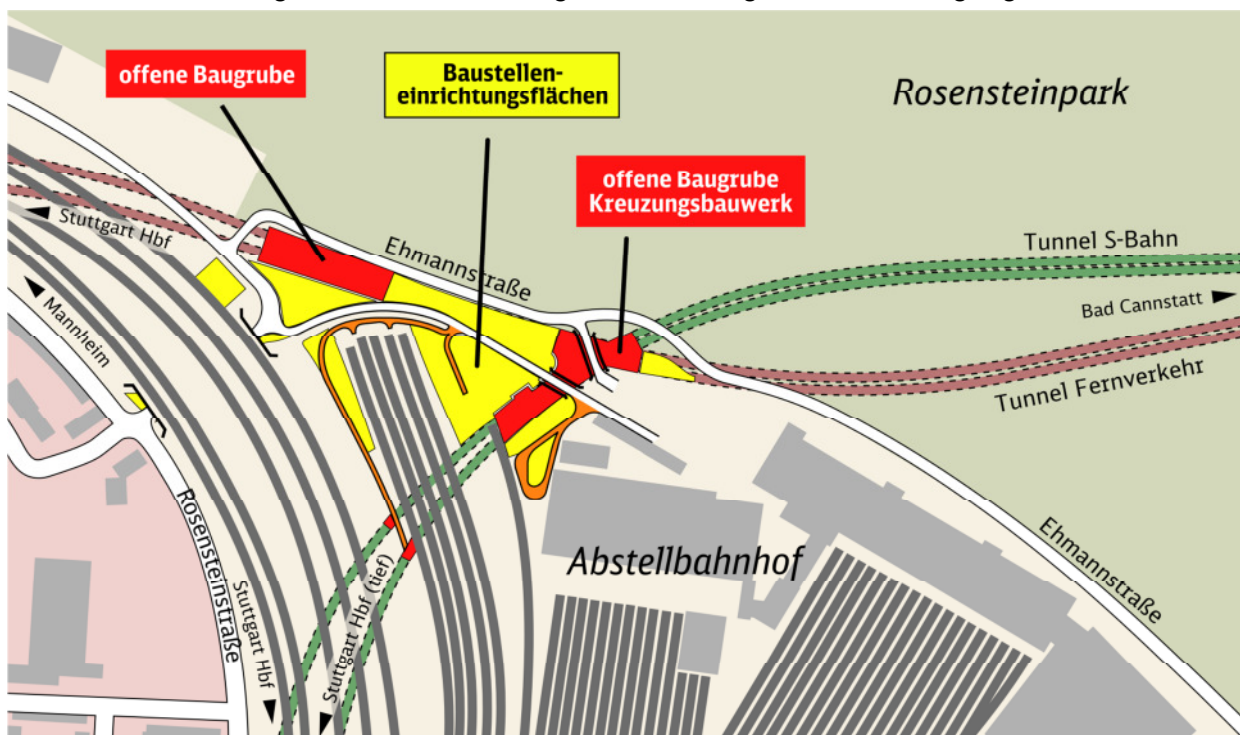 offene Baugrube
Baustellen-
einrichtungsflächen
Rosensteinpark
offene Baugrube
Kreuzungsbauwerk
Stuttgart Hbf
Ehmannstraße
Tunnel S-Bahn
Bad Cannstatt
Mannheim
Tunnel Fernverkehr
Rosensteinstraße
Abstellbahnhof
Ehmannstraße
Stuttgart Hbf
Stuttgart Hbf (tief)